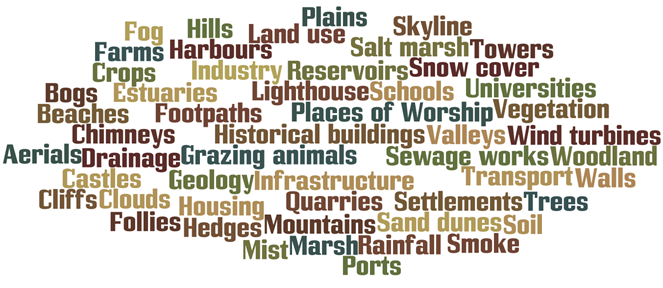 Plains
Fog Hills Land use Skyline
Farms Harbours Salt marsh Towers
Crops Industry Reservoirs Snow cover
Bogs Estuaries Lighthouse Schools Universities
Beaches Footpaths Places of Worship Vegetation
Chimneys Historical buildings Valleys Wind turbines
Aerials Drainage Grazing animals Sewage works Woodland
Castles Geology Infrastructure Transport Walls
Cliffs Clouds Housing Quarries Settlements Trees
Follies Hedges Mountains Sand dunes Soil
Mist Marsh Rainfall Smoke
Ports